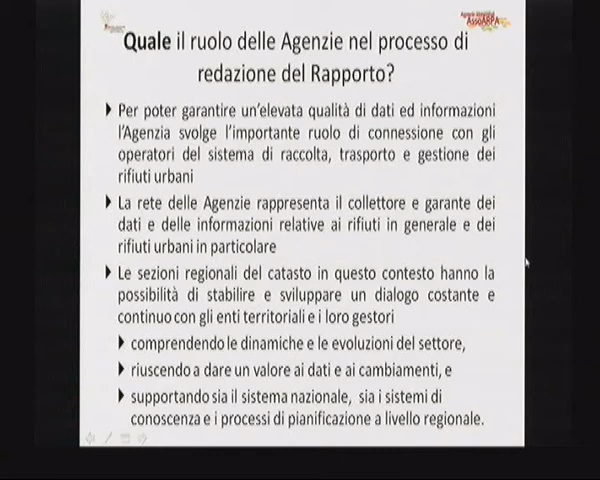 AssoARPA
Quale il ruolo delle Agenzie nel processo di
redazione del Rapporto?
Per poter garantire un'elevata qualità di dati ed informazioni
l'Agenzia svolge l'importante ruolo di connessione con gli
operatori del sistema di raccolta, trasporto e gestione dei
rifiuti urbani
La rete delle Agenzie rappresenta il collettore e garante dei
dati e delle informazioni relative ai rifiuti in generale e dei
rifiuti urbani in particolare
Le sezioni regionali del catasto in questo contesto hanno la
possibilità di stabilire e sviluppare un dialogo costante e
continuo con gli enti territoriali e i loro gestori
comprendendo le dinamiche e le evoluzioni del settore,
riuscendo a dare un valore ai dati e ai cambiamenti, e
supportando sia il sistema nazionale, sia i sistemi di
conoscenza e i processi di pianificazione a livello regionale.